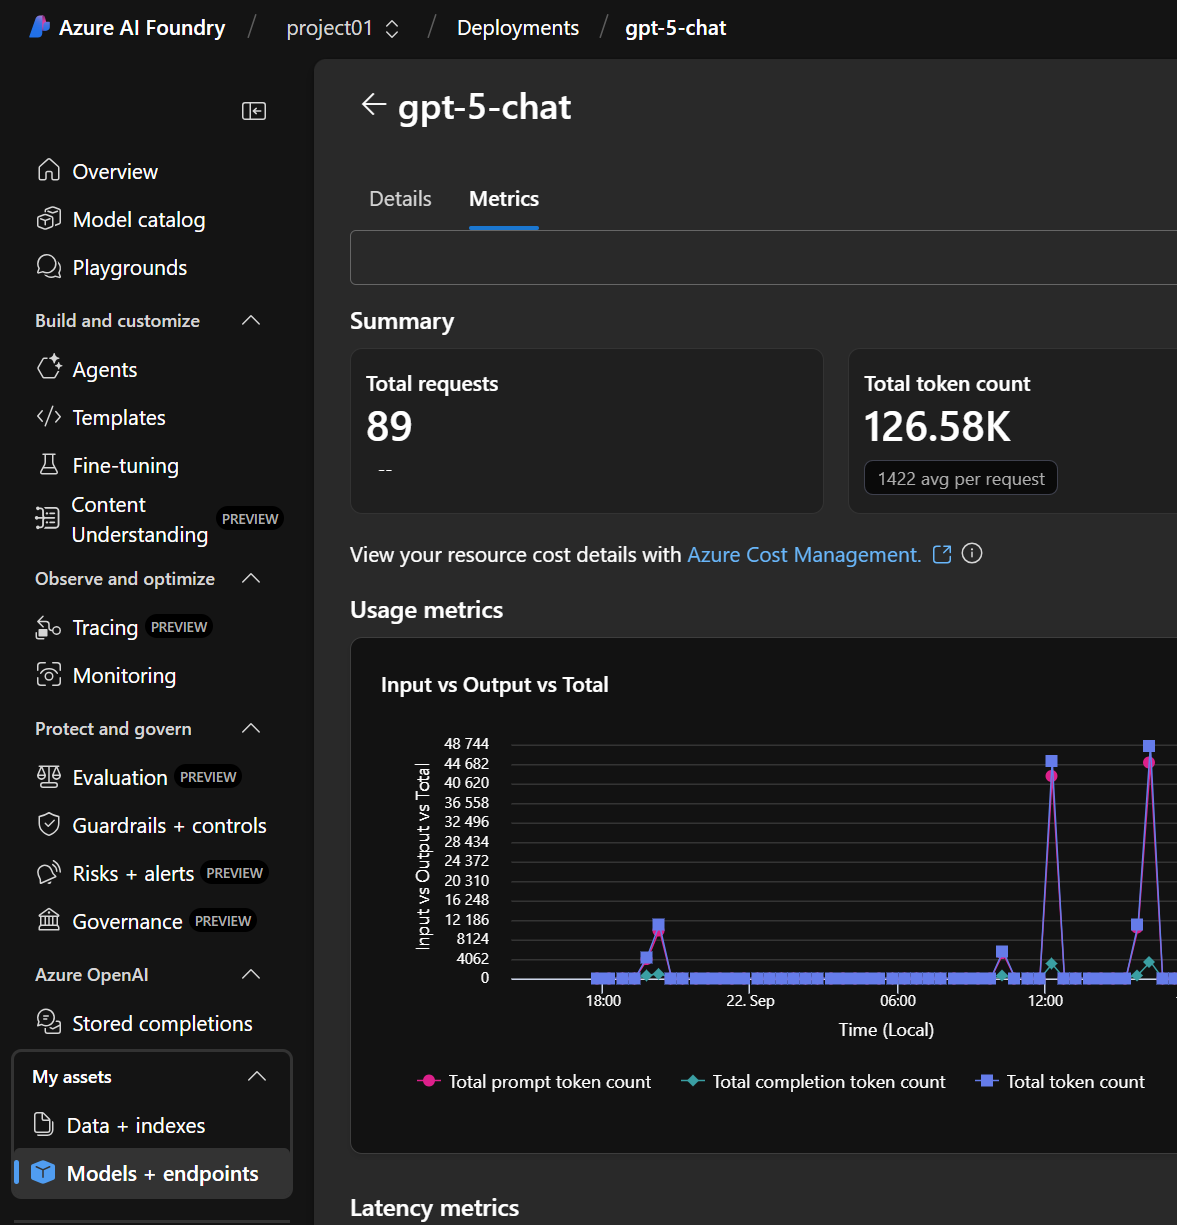 Azure AI Foundry / project01 / Deployments / gpt-5-chat
gpt-5-chat
Overview
Model catalog
Playgrounds
Build and customize
Agents
Templates
Fine-tuning
Content
Understanding
PREVIEW
Observe and optimize
Tracing PREVIEW
Monitoring
Protect and govern
Evaluation PREVIEW
Guardrails + controls
Risks + alerts PREVIEW
Governance PREVIEW
Azure OpenAI
Stored completions
My assets
Data + indexes
Models + endpoints
Details Metrics
Summary
Total requests
89
--
Total token count
126.58K
1422 avg per request
View your resource cost details with Azure Cost Management.
Usage metrics
Input vs Output vs Total
Input vs Output vs Total
48 744
44 682
40 620
36 558
32 496
28 434
24 372
20 310
16 248
12 186
8124
4062
0
18:00 22. Sep 06:00 12:00
Time (Local)
Total prompt token count Total completion token count Total token count
Latency metrics